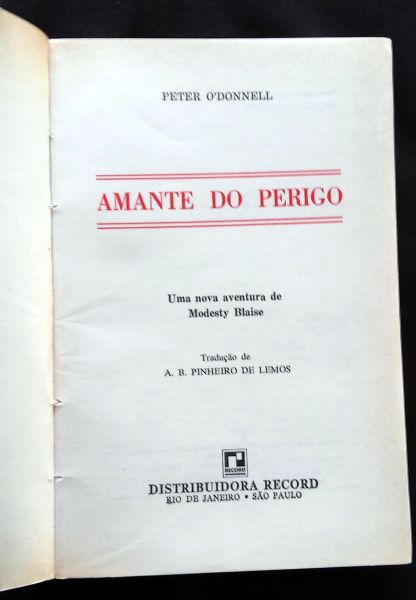 PETER O'DONNELL
AMANTE DO PERIGO
Uma nova aventura de
Modesty Blaise
Tradução de
A. B. PINHEIRO DE LEMOS
RECORD
DISTRIBUIDORA RECORD
RIO DE JANEIRO • SÃO PAULO